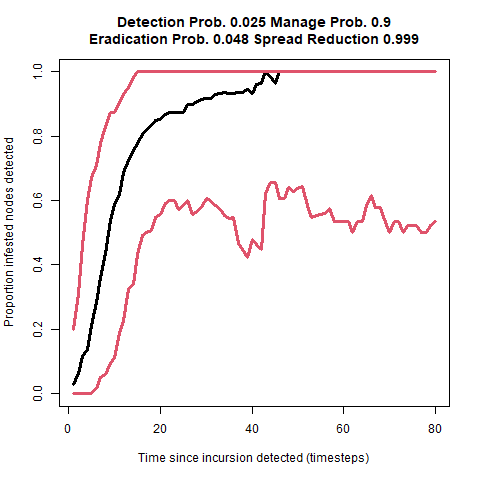 Detection Prob. 0.025 Manage Prob. 0.9
Eradication Prob. 0.048 Spread Reduction 0.999
Proportion infested nodes detected
1.0
0.8
0.6
0.4
0.2
0.0
0 20 40 60 80
Time since incursion detected (timesteps)